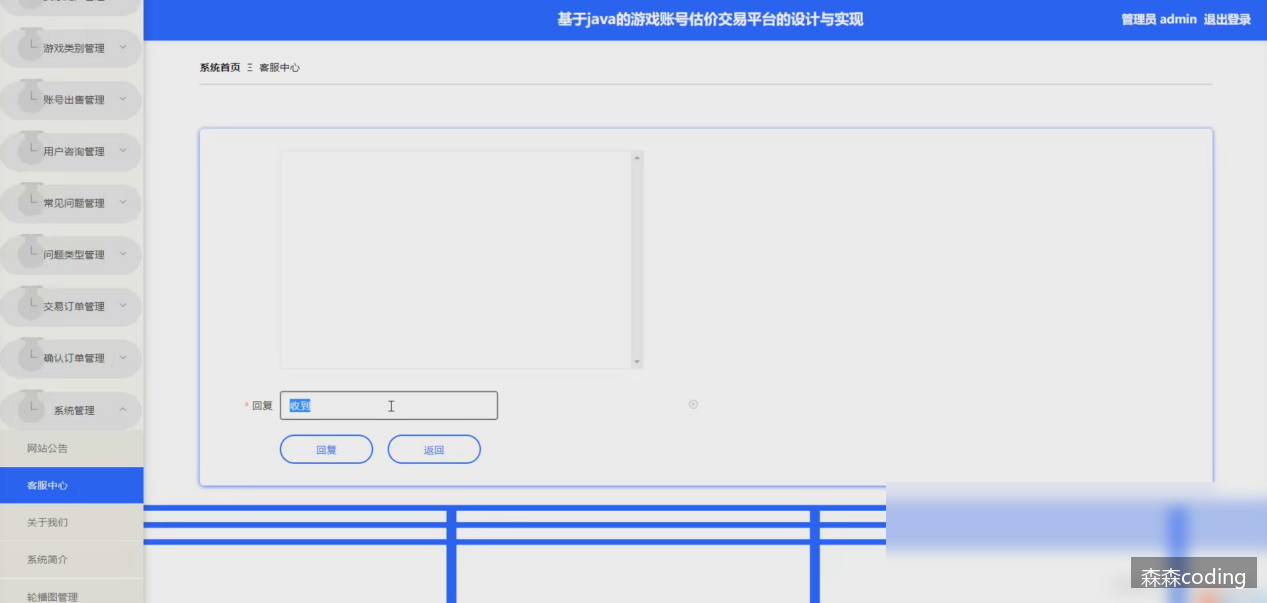 基于java的游戏账号估价交易平台的设计与实现
管理员 admin 退出登录
游戏类别管理
账号出售管理
用户咨询管理
常见问题管理
问题类型管理
交易订单管理
确认订单管理
系统管理
网站公告
客服中心
关于我们
系统简介
轮播图管理
系统首页 Ξ 客服中心
* 回复 收到
回复 返回
森森coding